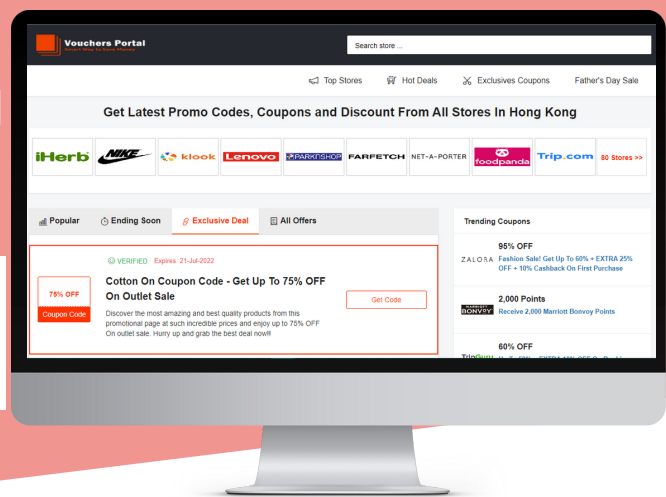 Vouchers Portal
Smart Way to Save Money
Search store ...
Top Stores
Hot Deals
Exclusives Coupons
Father's Day Sale
Get Latest Promo Codes, Coupons and Discount From All Stores In Hong Kong
iHerb
NIKE
klook
Lenovo
PARKnSHOP
FARFETCH
NET-A-PORTER
foodpanda
Trip.com
80 Stores >>
Popular
Ending Soon
Exclusive Deal
All Offers
Trending Coupons
VERIFIED Expires: 21-Jul-2022
75% OFF
Coupon Code
Cotton On Coupon Code - Get Up To 75% OFF
On Outlet Sale
Discover the most amazing and best quality products from this
promotional page at such incredible prices and enjoy up to 75% OFF
On outlet sale. Hurry up and grab the best deal now!!!
Get Code
ZALORA
95% OFF
Fashion Sale! Get Up To 60% + EXTRA 25%
OFF + 10% Cashback On First Purchase
MARRIOTT
BONVOY
2,000 Points
Receive 2,000 Marriott Bonvoy Points
60% OFF
TripGuru